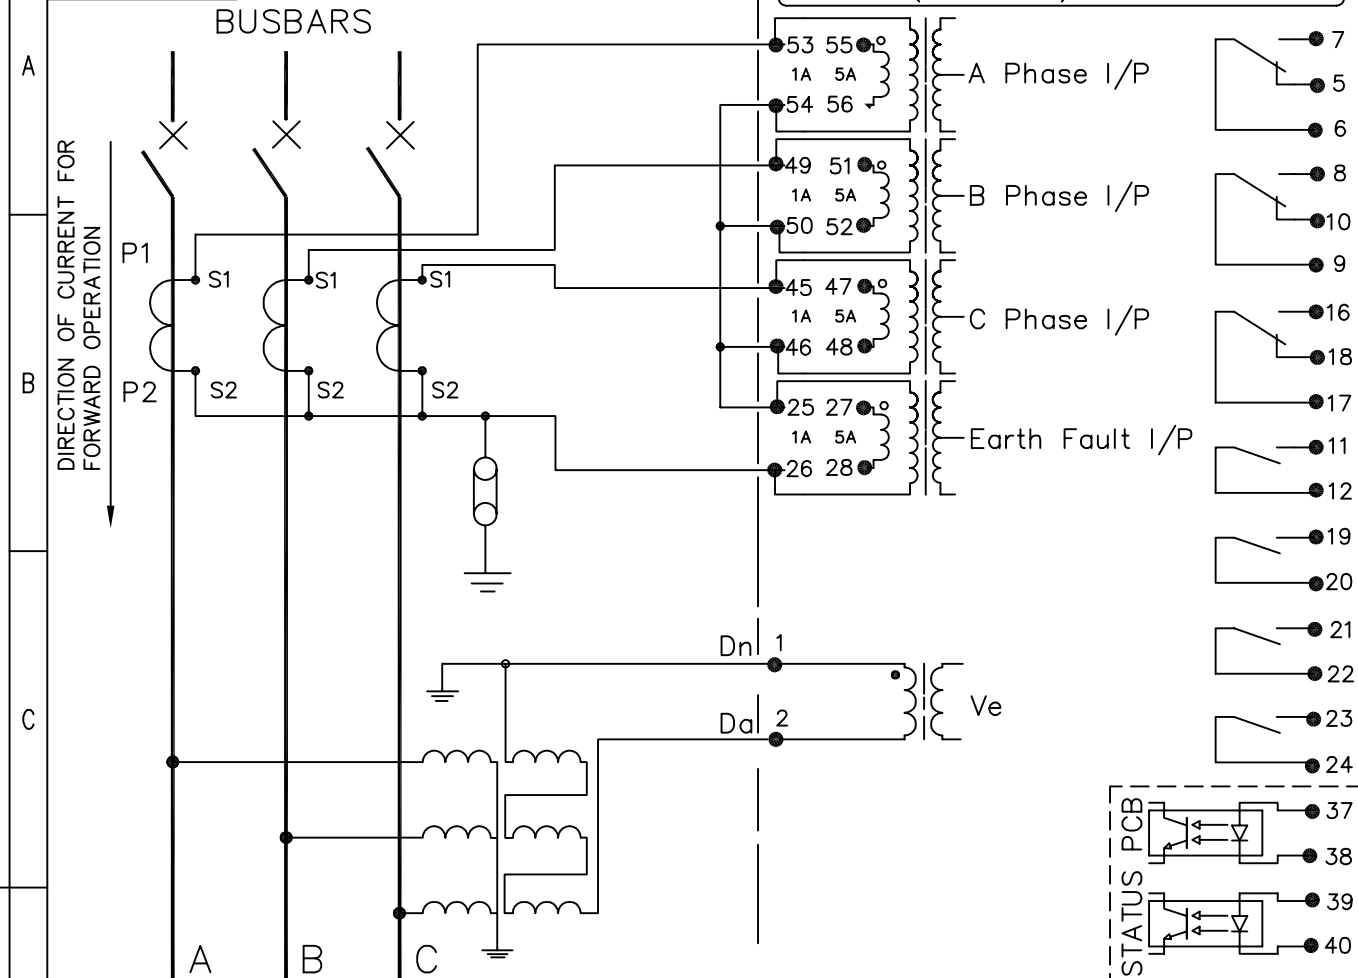 BUSBARS
A
B
C
DIRECTION OF CURRENT FOR
FORWARD OPERATION
P1
P2
S1
S1
S1
S2
S2
S2
53 55
1A 5A
54 56
A Phase I/P
49 51
1A 5A
50 52
B Phase I/P
45 47
1A 5A
46 48
C Phase I/P
25 27
1A 5A
26 28
Earth Fault I/P
Dn 1
Da 2
Ve
A B C
7
5
6
8
10
9
16
18
17
11
12
19
20
21
22
23
24
37
38
39
40
STATUS PCB